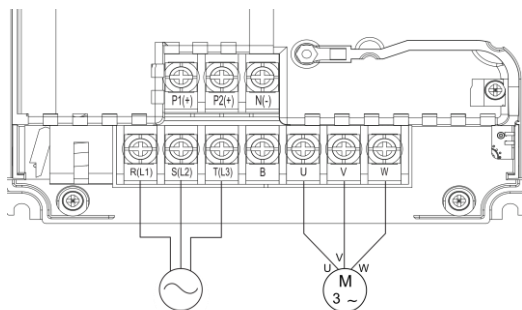 P1(+) P2(+) N(-)
R(L1) S(L2) T(L3) B U V W
V
U W
M
3 ~